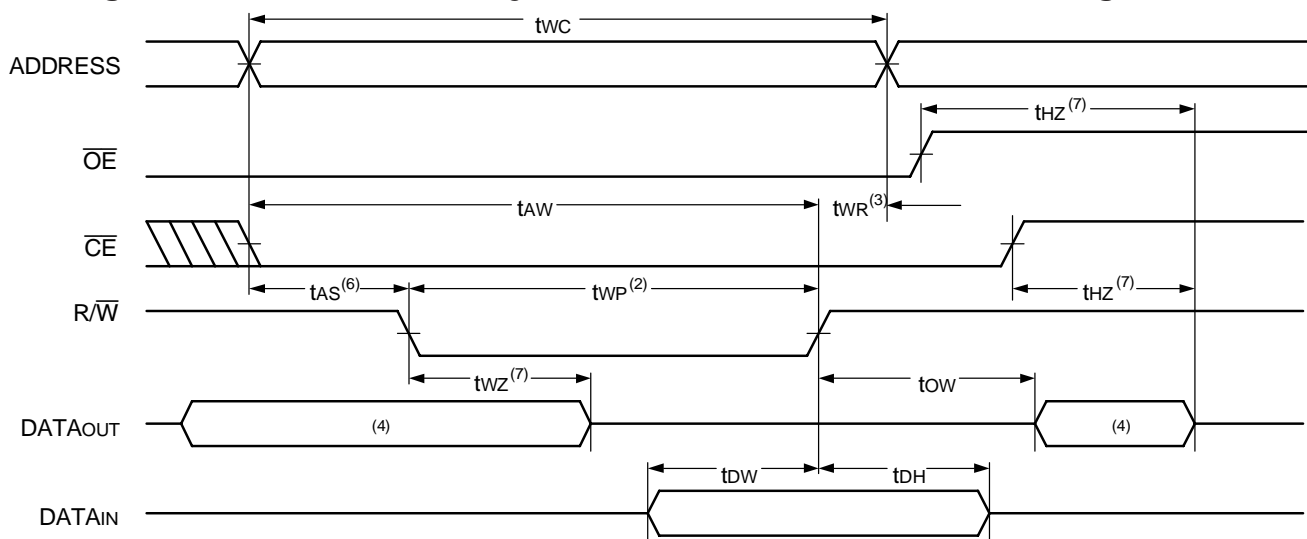 tWC
ADDRESS
tHZ(7)
OE
tAW
tWR(3)
CE
tAS(6)
tWP(2)
tHZ(7)
R/W
tWZ(7)
tOW
DATAOUT
(4)
(4)
tDW
tDH
DATAIN